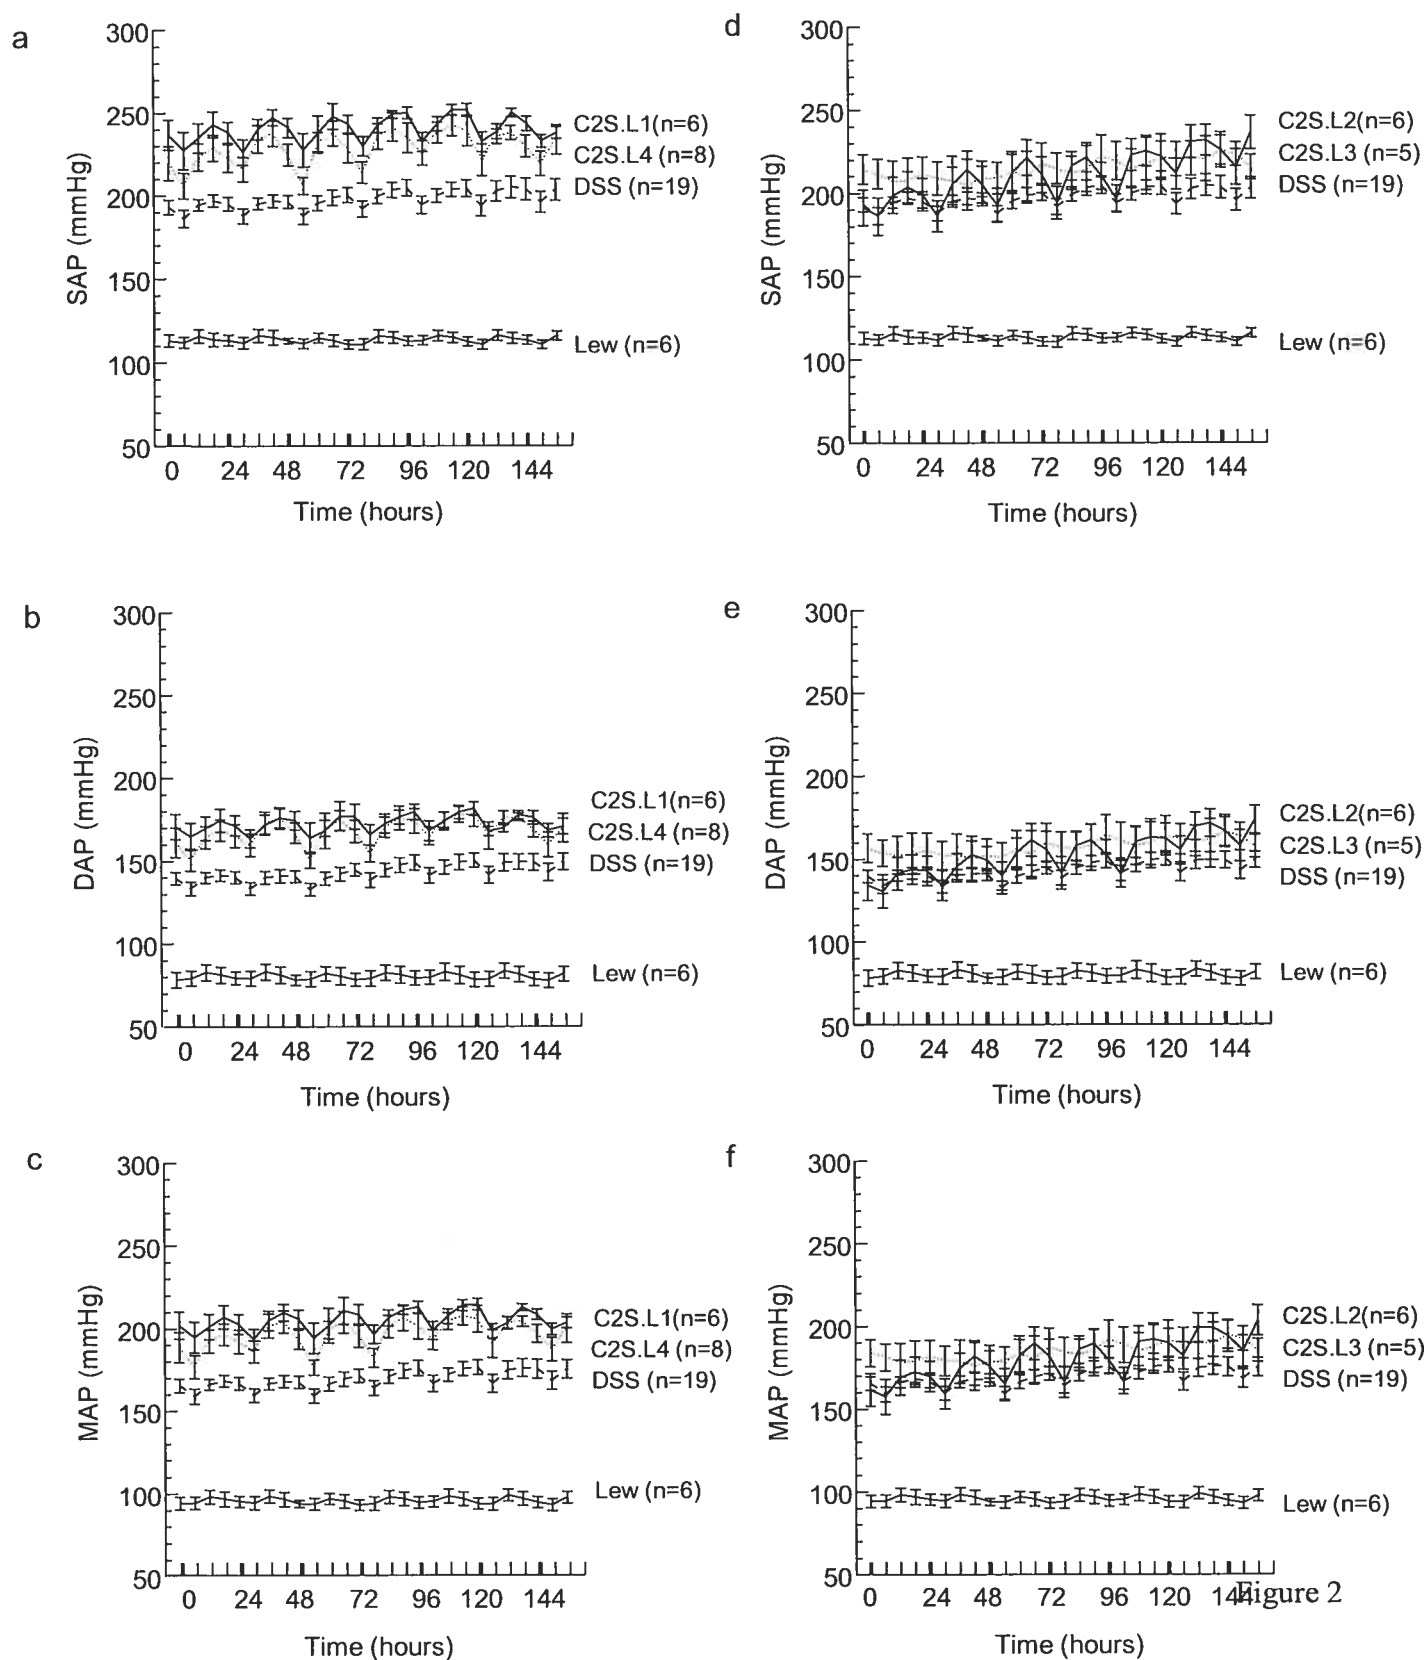 a
300
250
200
150
100
50
SAP (mmHg)
C2S.L1(n=6)
C2S.L4 (n=8)
DSS (n=19)
Lew (n=6)
0 24 48 72 96 120 144
Time (hours)
d
300
250
200
150
100
50
SAP (mmHg)
C2S.L2(n=6)
C2S.L3 (n=5)
DSS (n=19)
Lew (n=6)
0 24 48 72 96 120 144
Time (hours)
b
300
250
200
150
100
50
DAP (mmHg)
C2S.L1(n=6)
C2S.L4 (n=8)
DSS (n=19)
Lew (n=6)
0 24 48 72 96 120 144
Time (hours)
e
300
250
200
150
100
50
DAP (mmHg)
C2S.L2(n=6)
C2S.L3 (n=5)
DSS (n=19)
Lew (n=6)
0 24 48 72 96 120 144
Time (hours)
c
300
250
200
150
100
50
MAP (mmHg)
C2S.L1(n=6)
C2S.L4 (n=8)
DSS (n=19)
Lew (n=6)
0 24 48 72 96 120 144
Time (hours)
f
300
250
200
150
100
50
MAP (mmHg)
C2S.L2(n=6)
C2S.L3 (n=5)
DSS (n=19)
Lew (n=6)
0 24 48 72 96 120 144
Time (hours)
Figure 2